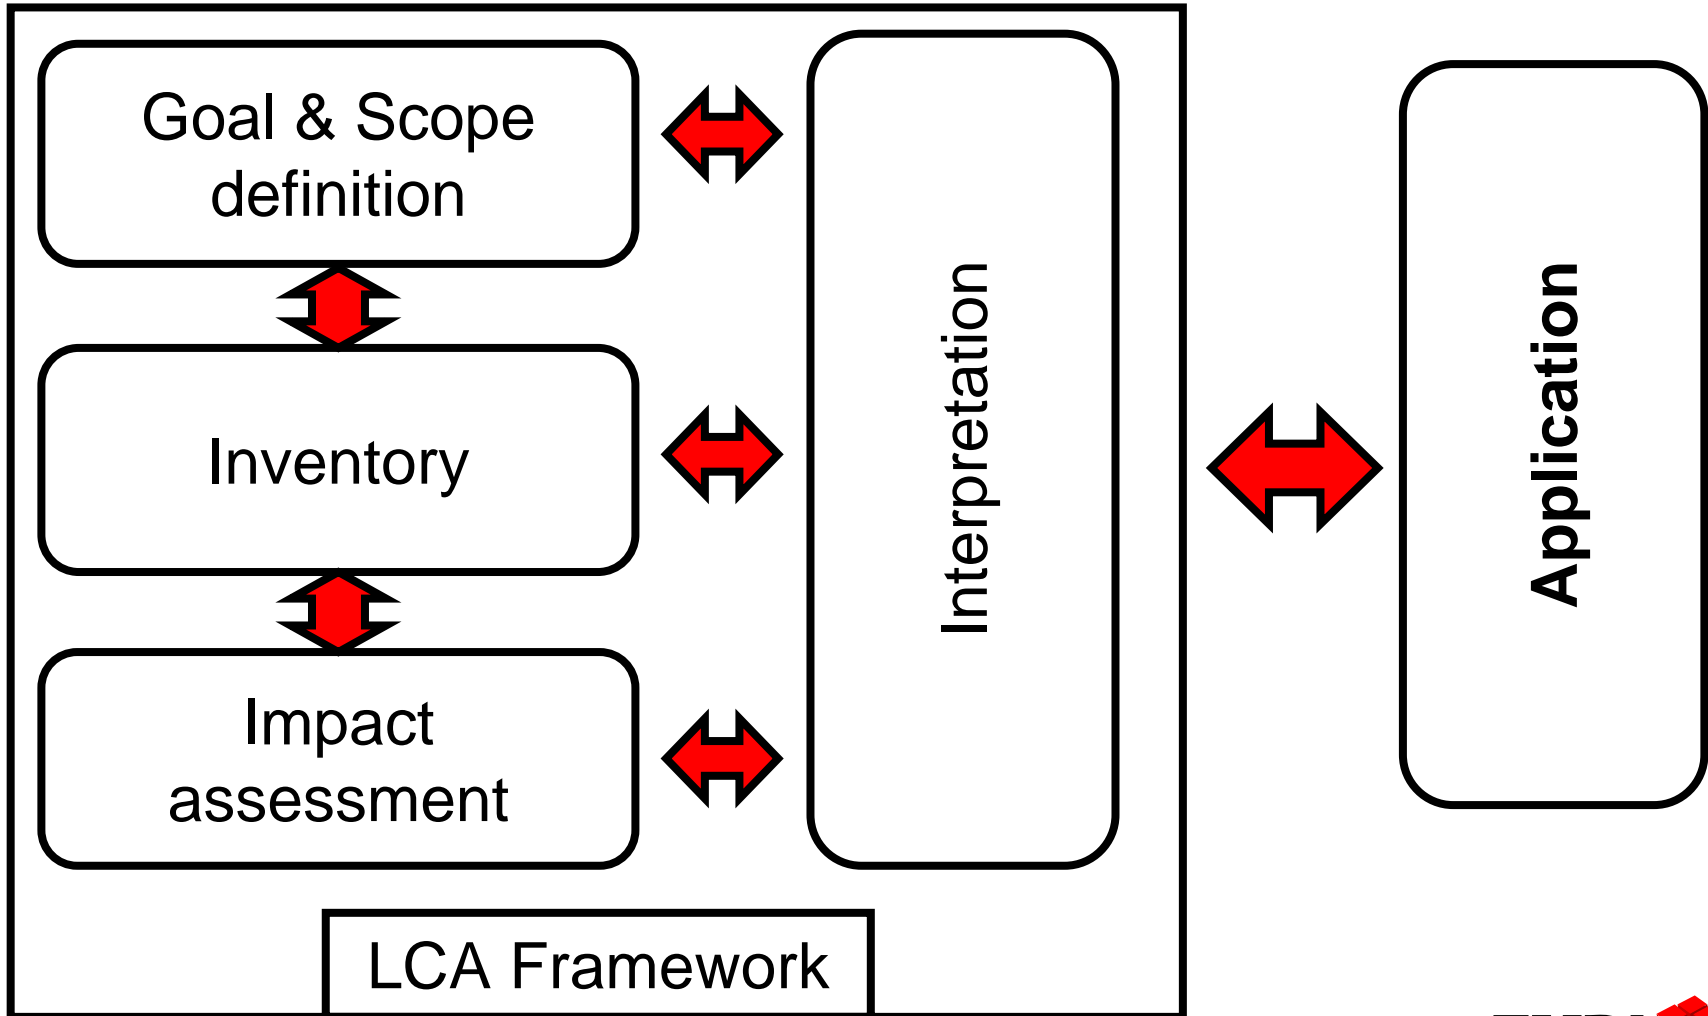 Goal & Scope
definition
Inventory
Impact
assessment
Interpretation
Application
LCA Framework